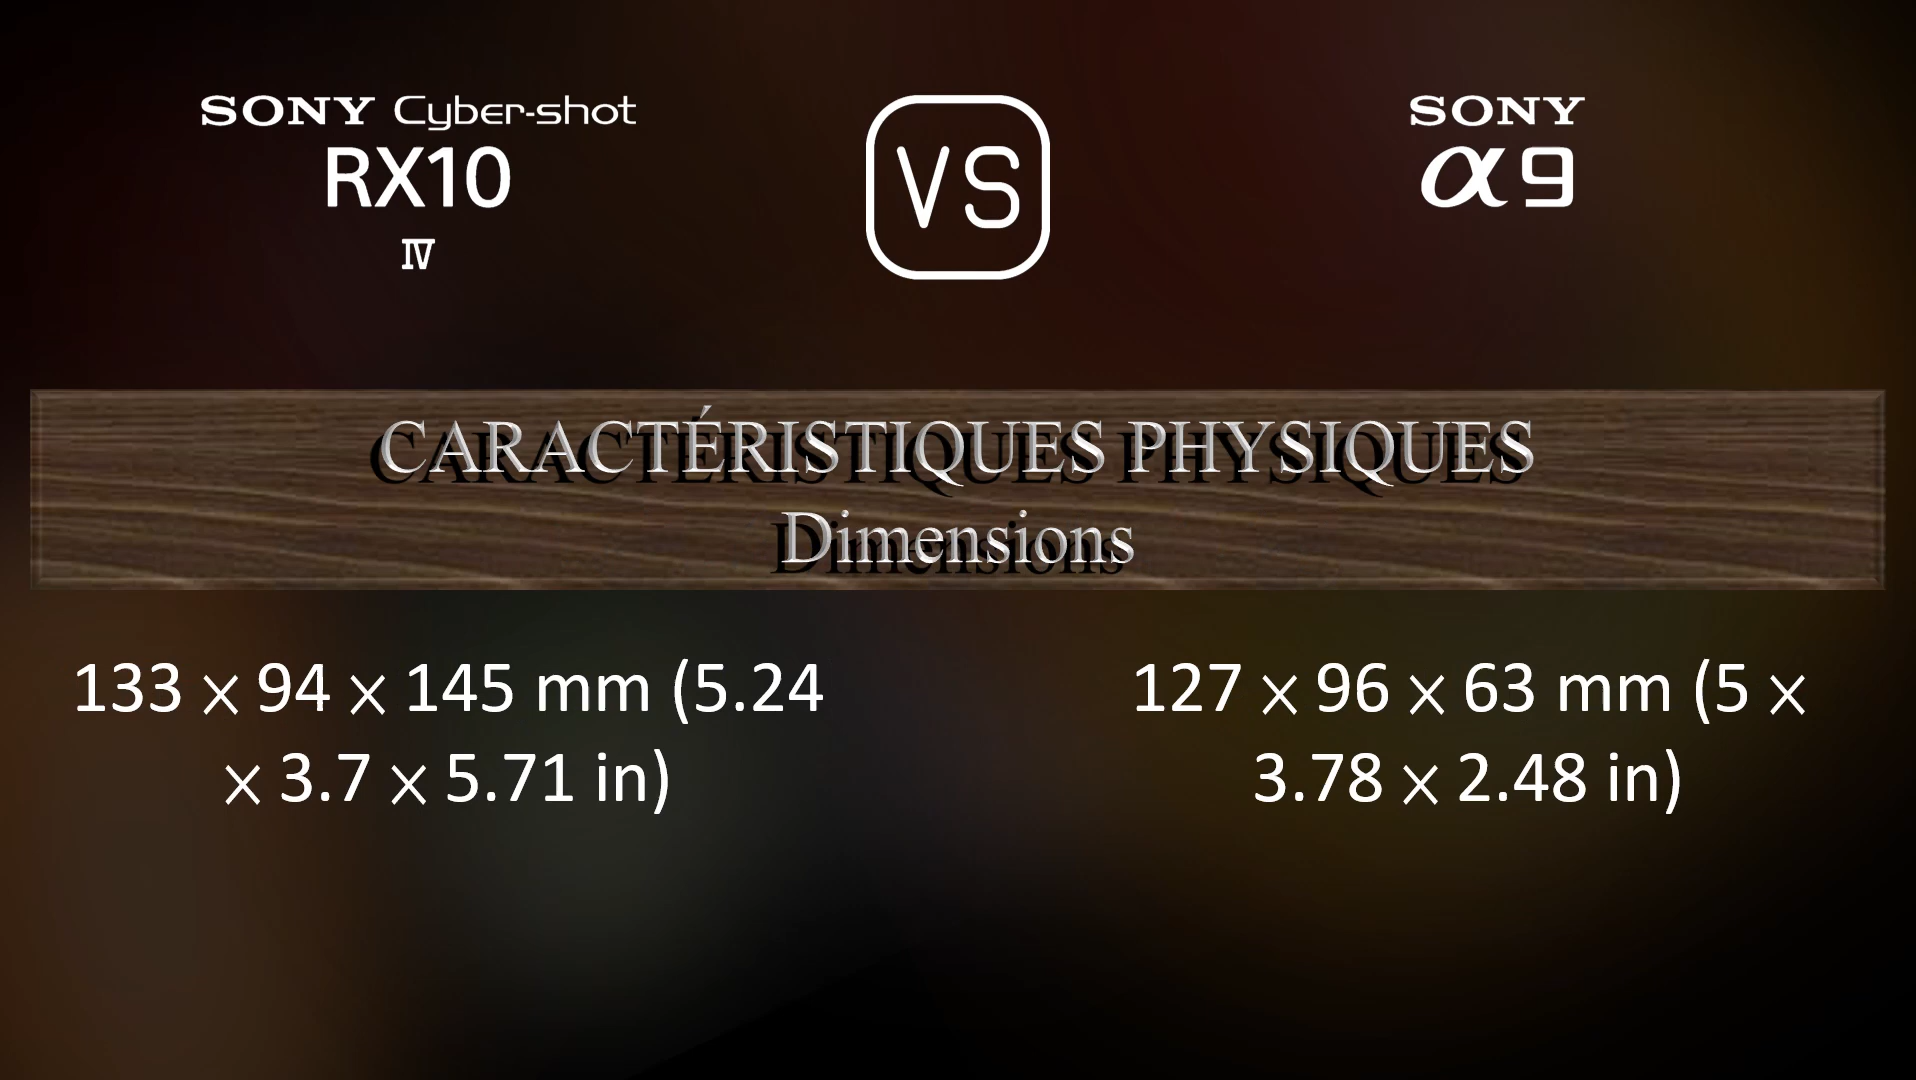 SONY Cyber-shot
RX10
IV
VS
SONY
α9
CARACTÉRISTIQUES PHYSIQUES
Dimensions
133 x 94 x 145 mm (5.24
x 3.7 x 5.71 in)
127 x 96 x 63 mm (5 x
3.78 x 2.48 in)